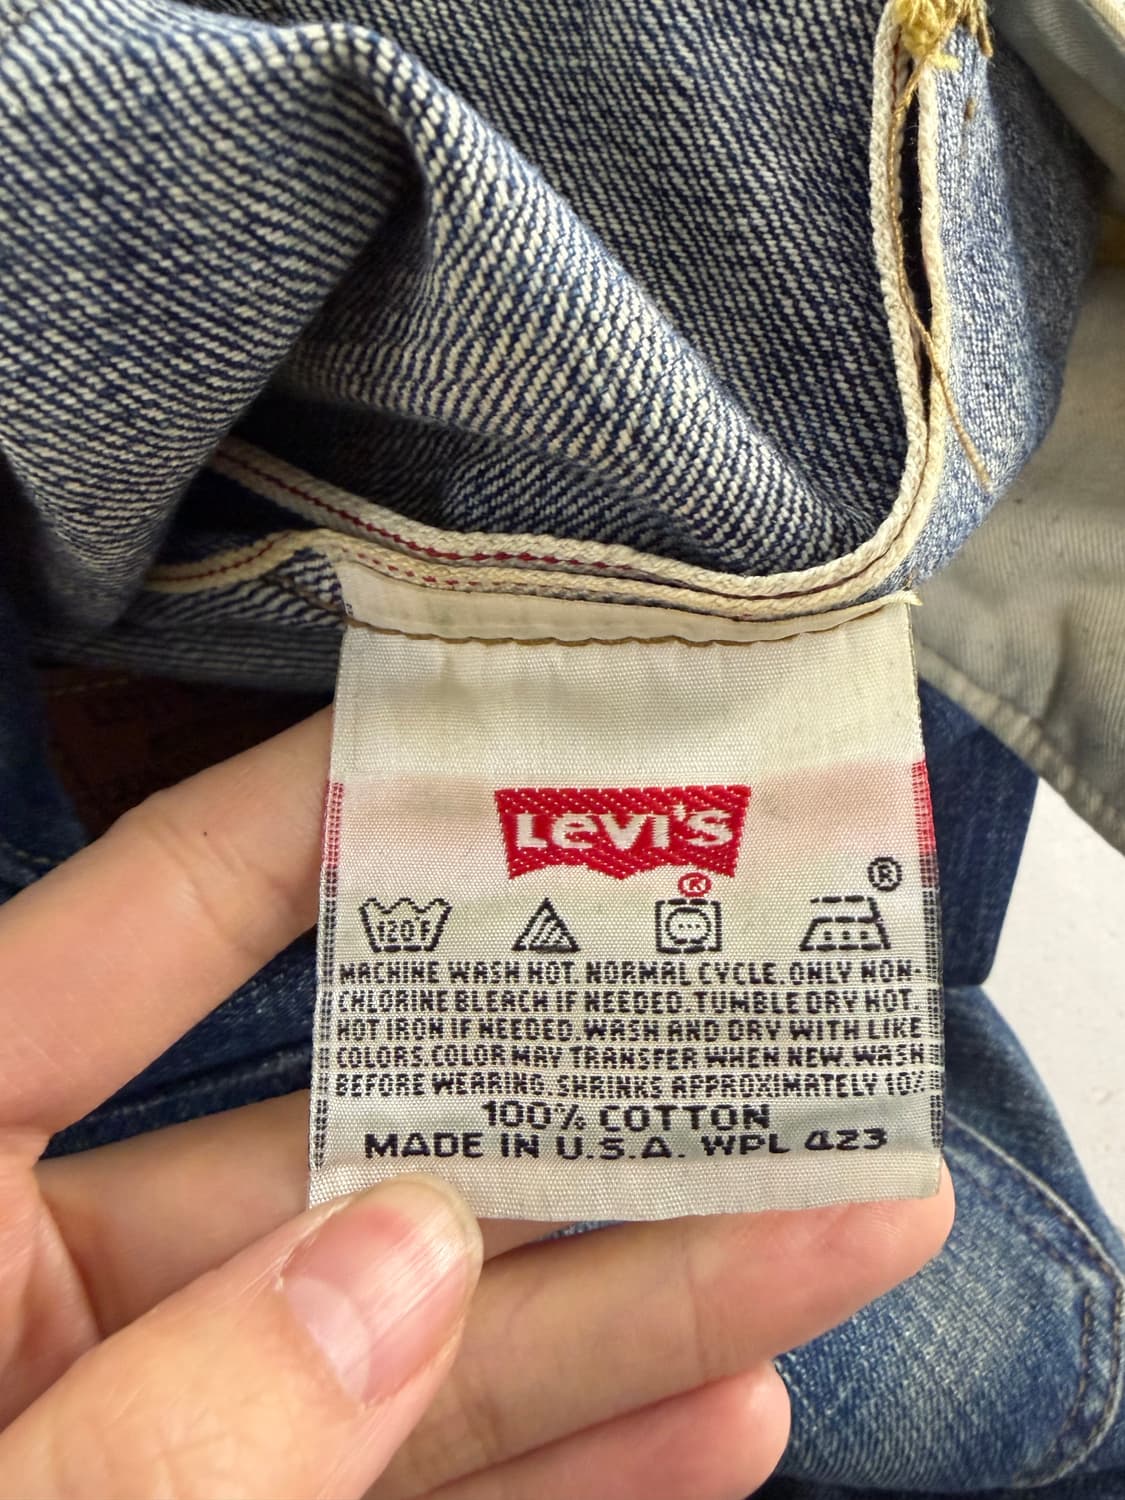 Levi's
®
®
120F
MACHINE WASH HOT. NORMAL CYCLE. ONLY NON-
CHLORINE BLEACH IF NEEDED. TUMBLE DRY HOT.
HOT IRON IF NEEDED. WASH AND DRY WITH LIKE
COLORS. COLOR MAY TRANSFER WHEN NEW. WASH
BEFORE WEARING. SHRINKS APPROXIMATELY 10%
100% COTTON
MADE IN U.S.A. WPL 423